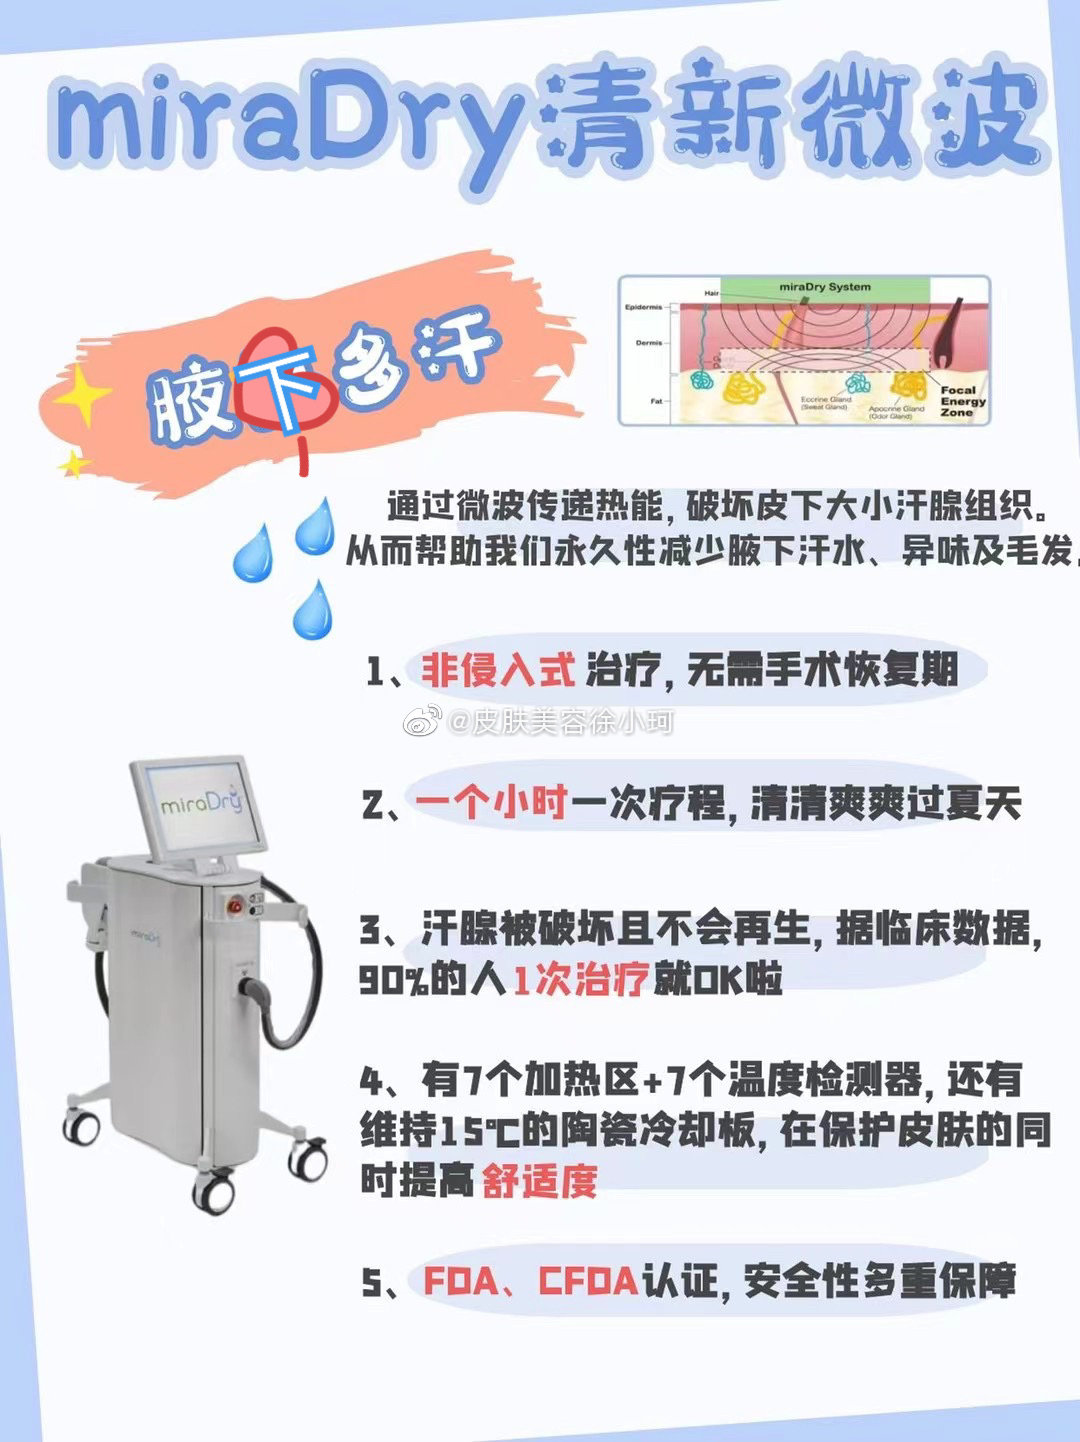 miraDry清新微波
腋下多汗
miraDry System
Hair
Epidermis
Dermis
Fat
Eccrine Gland
(Sweat Gland)
Apocrine Gland
(Odor Gland)
Focal
Energy
Zone
通过微波传递热能,破坏皮下大小汗腺组织。
从而帮助我们永久性减少腋下汗水、异味及毛发.
1、非侵入式治疗,无需手术恢复期
@皮肤美容徐小珂
2、一个小时一次疗程,清清爽爽过夏天
miraDry
miraDry
3、汗腺被破坏且不会再生,据临床数据,
90%的人1次治疗就OK啦
4、有7个加热区+7个温度检测器,还有
维持15℃的陶瓷冷却板,在保护皮肤的同
时提高舒适度
5、FDA、CFDA认证,安全性多重保障